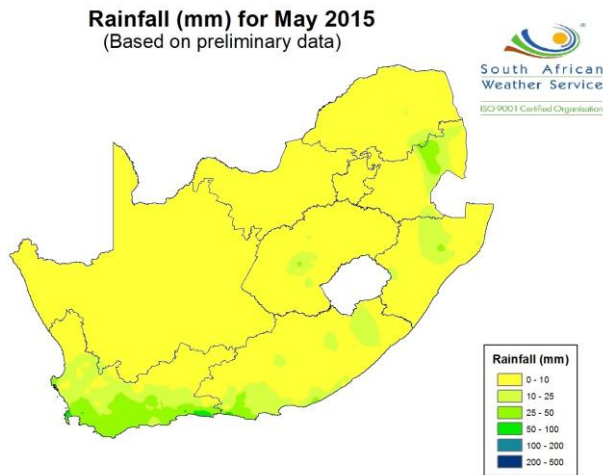 Rainfall (mm) for May 2015
(Based on preliminary data)
South African
Weather Service
ISO 9001 Certified Organisation
Rainfall (mm)
0 - 10
10 - 25
25 - 50
50 - 100
100 - 200
200 - 500